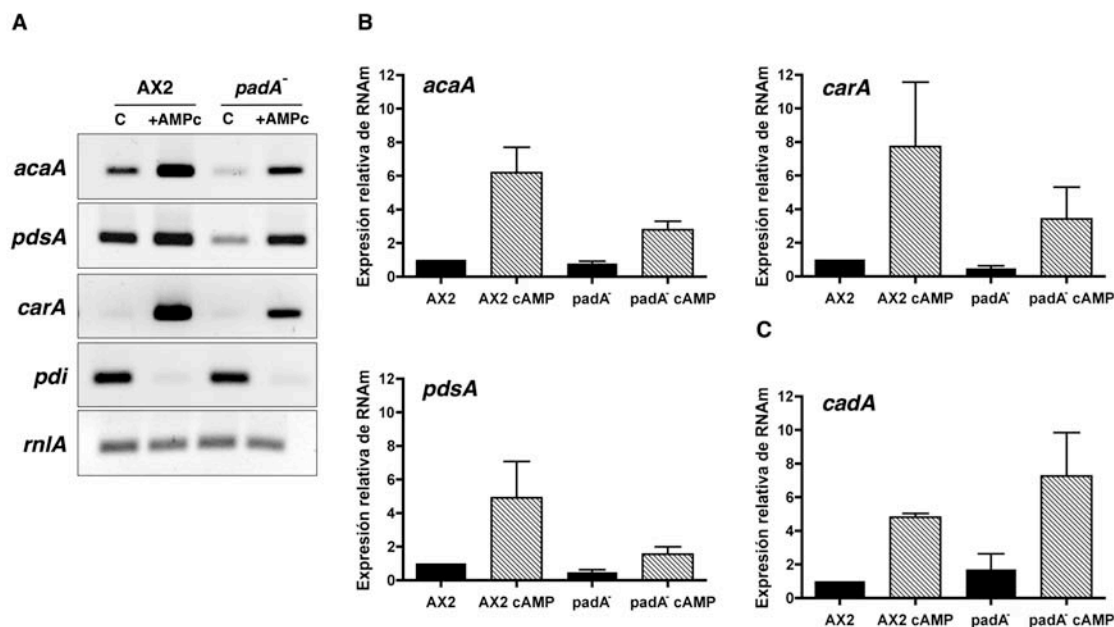 A
AX2 padA-
C +AMPc C +AMPc
acaA
pdsA
carA
pdi
rnlA
B
Expresión relativa de RNAm
12
10
8
6
4
2
0
acaA
AX2 AX2 cAMP padA- padA- cAMP
Expresión relativa de RNAm
12
10
8
6
4
2
0
carA
AX2 AX2 cAMP padA- padA- cAMP
Expresión relativa de RNAm
12
10
8
6
4
2
0
pdsA
AX2 AX2 cAMP padA- padA- cAMP
C
Expresión relativa de RNAm
12
10
8
6
4
2
0
cadA
AX2 AX2 cAMP padA- padA- cAMP